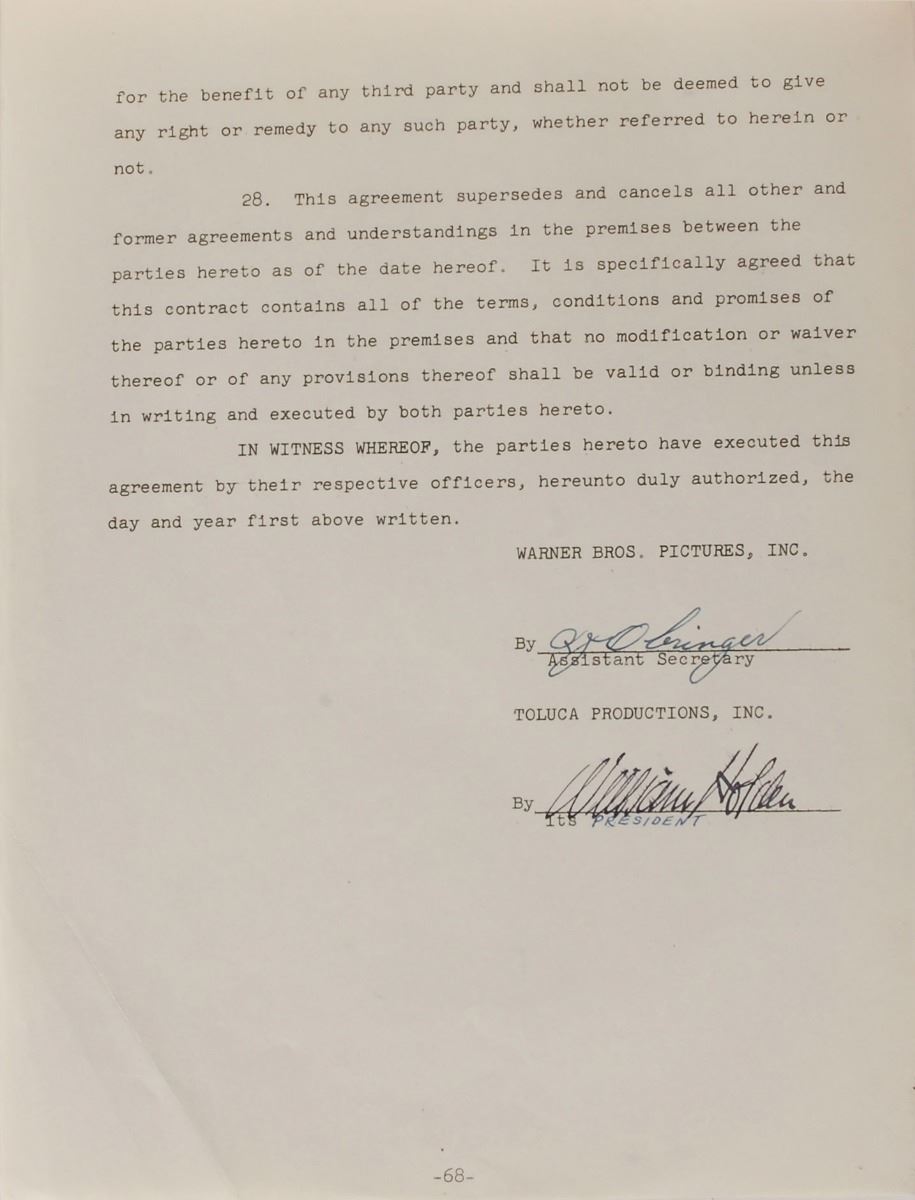 for the benefit of any third party and shall not be deemed to give
any right or remedy to any such party, whether referred to herein or
not.
28. This agreement supersedes and cancels all other and
former agreements and understandings in the premises between the
parties hereto as of the date hereof. It is specifically agreed that
this contract contains all of the terms, conditions and promises of
the parties hereto in the premises and that no modification or waiver
thereof or of any provisions thereof shall be valid or binding unless
in writing and executed by both parties hereto.
IN WITNESS WHEREOF, the parties hereto have executed this
agreement by their respective officers, hereunto duly authorized, the
day and year first above written.
WARNER BROS. PICTURES, INC.
By Obringer
Assistant Secretary
TOLUCA PRODUCTIONS, INC.
By William Holden
Its PRESIDENT
-68-